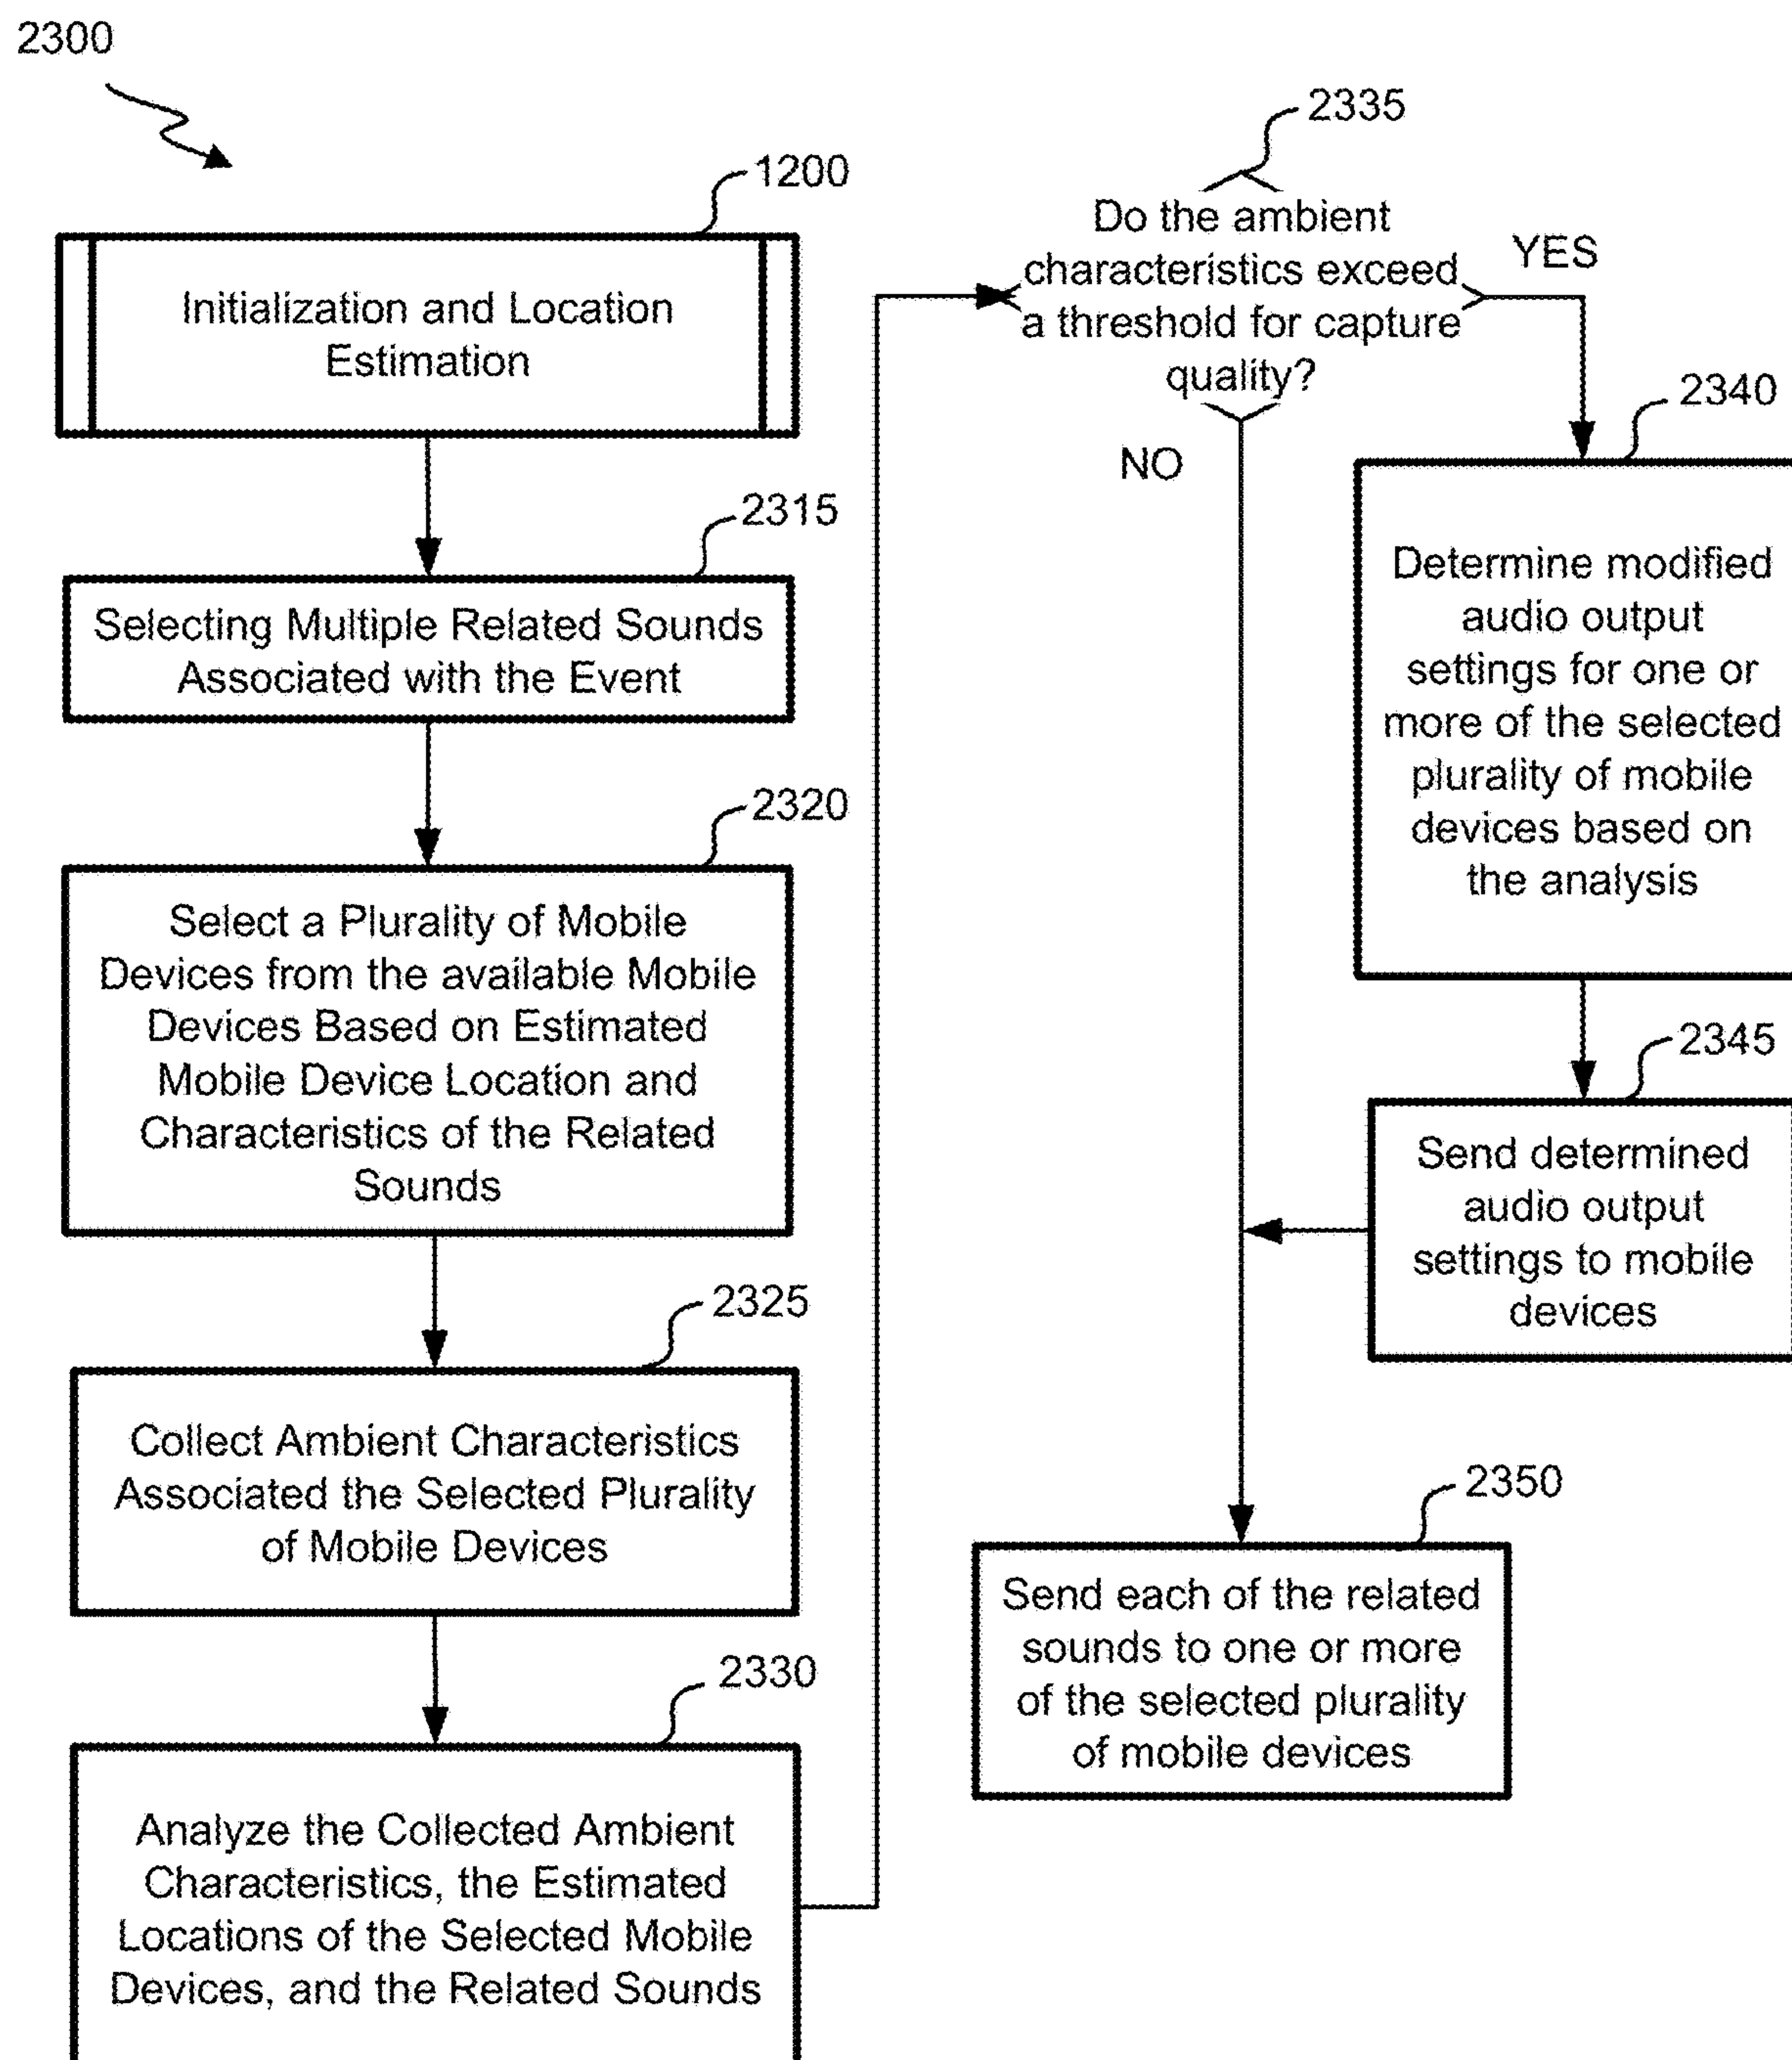 2300
1200
Initialization and Location
Estimation
2315
Selecting Multiple Related Sounds
Associated with the Event
2320
Select a Plurality of Mobile
Devices from the available Mobile
Devices Based on Estimated
Mobile Device Location and
Characteristics of the Related
Sounds
2325
Collect Ambient Characteristics
Associated the Selected Plurality
of Mobile Devices
2330
Analyze the Collected Ambient
Characteristics, the Estimated
Locations of the Selected Mobile
Devices, and the Related Sounds
2335
Do the ambient
characteristics exceed
a threshold for capture
quality?
YES
NO
2340
Determine modified
audio output
settings for one or
more of the selected
plurality of mobile
devices based on
the analysis
2345
Send determined
audio output
settings to mobile
devices
2350
Send each of the related
sounds to one or more
of the selected plurality
of mobile devices